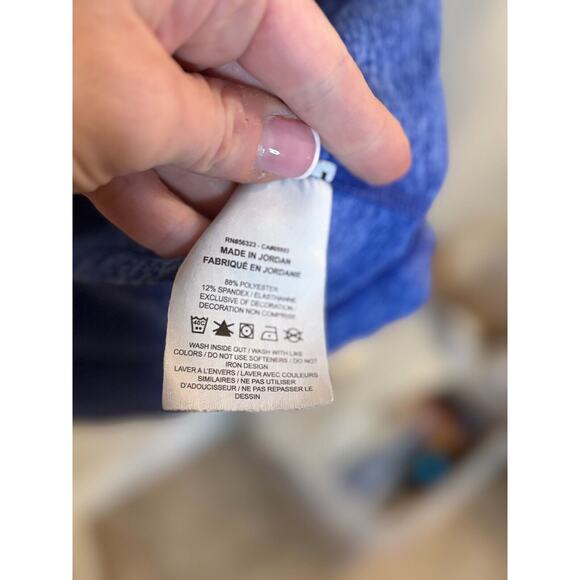 RN#56323 - CA#05553
MADE IN JORDAN
FABRIQUÉ EN JORDANIE
88% POLYESTER
12% SPANDEX / ÉLASTHANNE
EXCLUSIVE OF DECORATION /
DECORATION NON COMPRISE
40C
WASH INSIDE OUT / WASH WITH LIKE
COLORS / DO NOT USE SOFTENERS / DO NOT
IRON DESIGN
LAVER A L'ENVERS / LAVER AVEC COULEURS
SIMILAIRES / NE PAS UTILISER
D'ADOUCISSEUR / NE PAS REPASSER LE
DESSIN